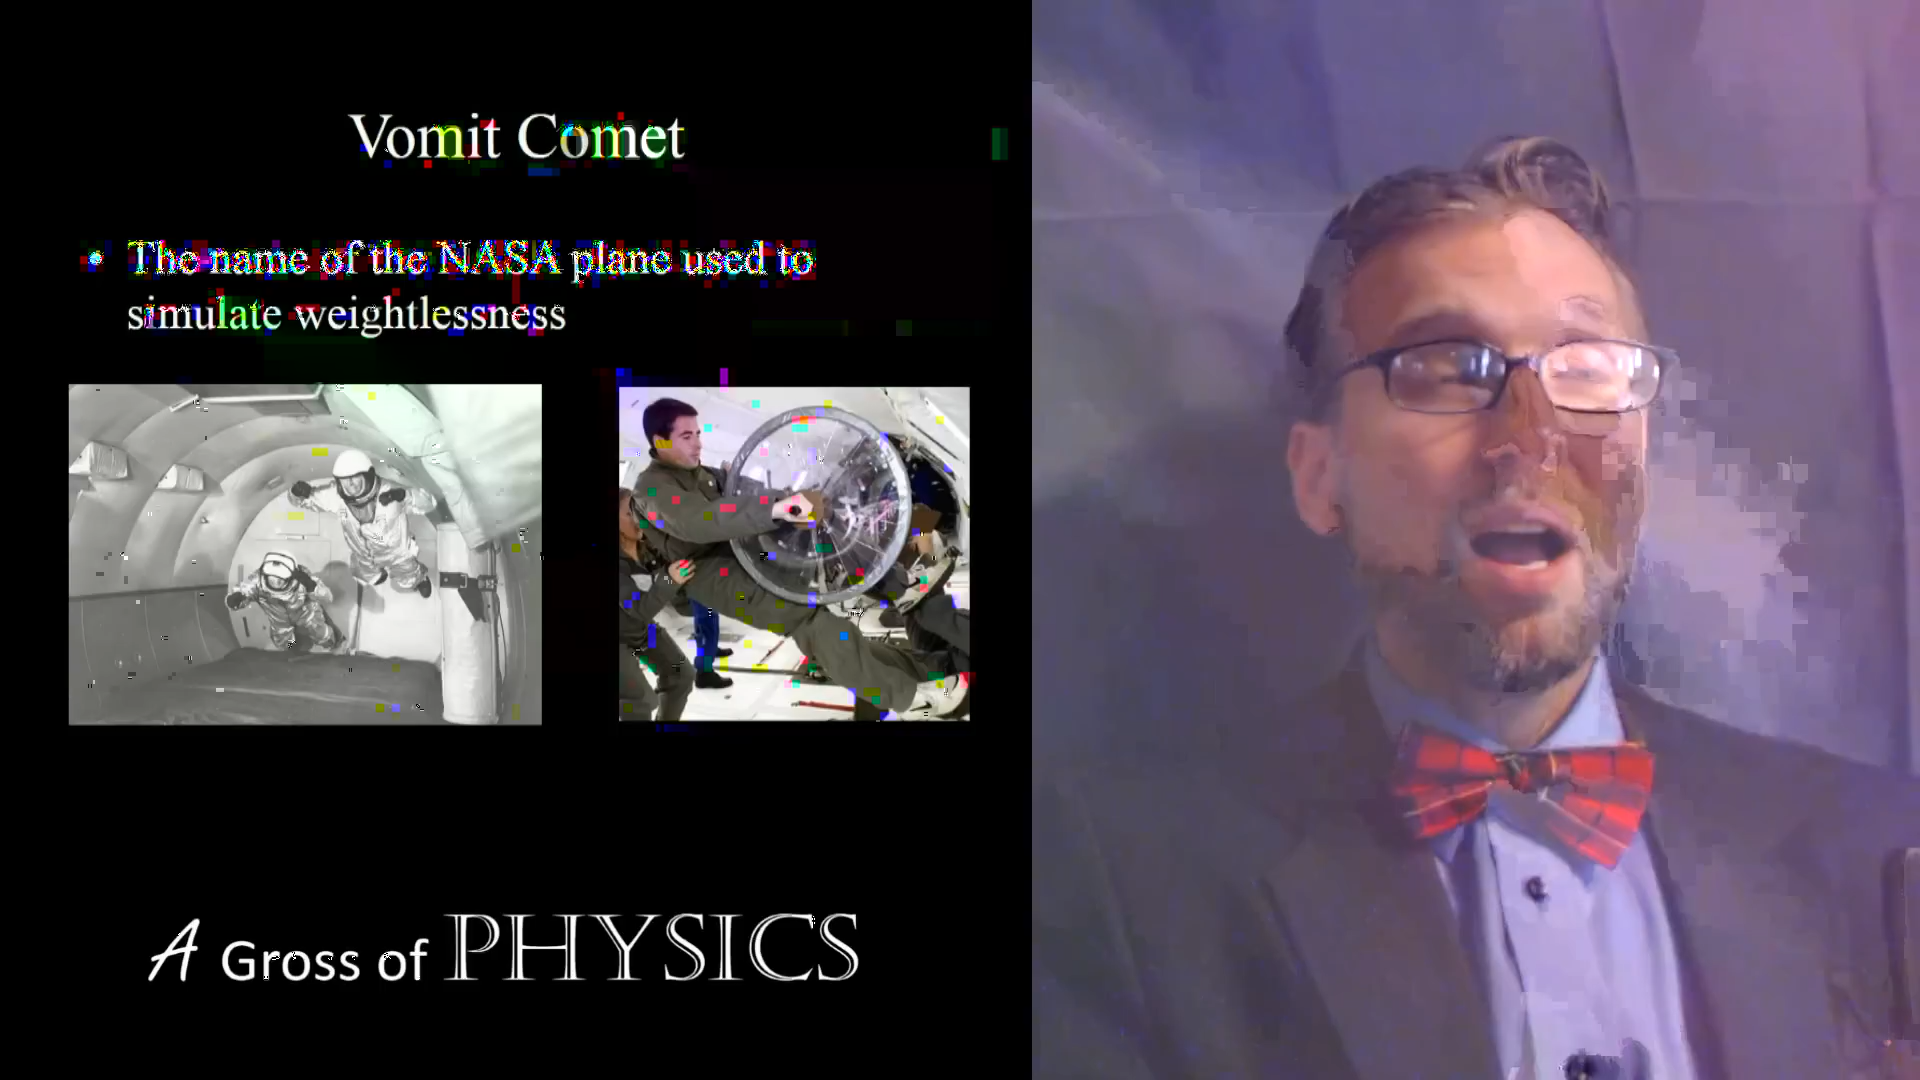 Vomit Comet
• The name of the NASA plane used to
simulate weightlessness
A Gross of PHYSICS